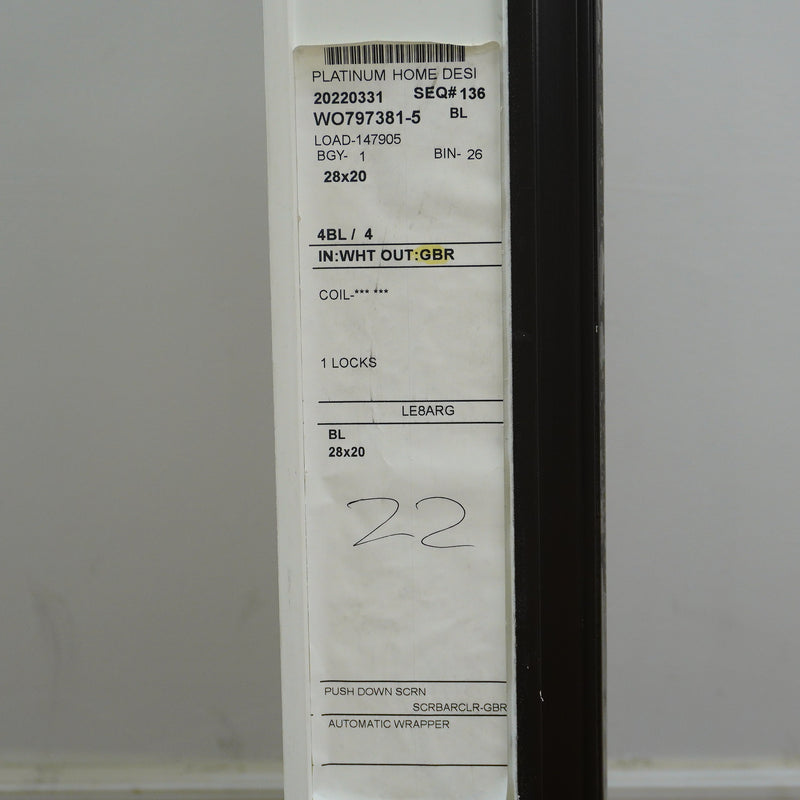 PLATINUM HOME DESI
20220331 SEQ# 136
WO797381-5 BL
LOAD-147905
BGY- 1 BIN- 26
28x20
4BL / 4
IN:WHT OUT:GBR
COIL-*** ***
1 LOCKS
LE8ARG
BL
28x20
22
PUSH DOWN SCRN
SCRBARCLR-GBR
AUTOMATIC WRAPPER